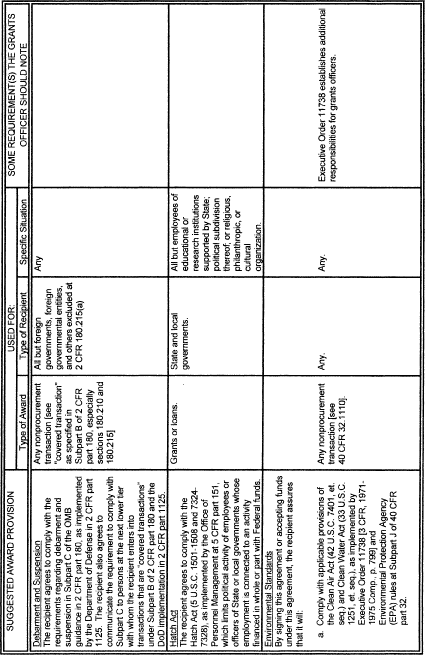 SUGGESTED AWARD PROVISION
USED FOR:
SOME REQUIREMENT(S) THE GRANTS
OFFICER SHOULD NOTE
Type of Award
Type of Recipient
Specific Situation
Debarment and Suspension
The recipient agrees to comply with the
requirements regarding debarment and
suspension in Subpart C of the OMB
guidance in 2 CFR part 180, as implemented
by the Department of Defense in 2 CFR part
1125. The recipient also agrees to
communicate the requirement to comply with
Subpart C to persons at the next lower tier
with whom the recipient enters into
transactions that are "covered transactions"
under Subpart B of 2 CFR part 180 and the
DoD implementation in 2 CFR part 1125.
Any nonprocurement
transaction [see
"covered transaction"
as specified in
Subpart B of 2 CFR
part 180, especially
sections 180.210 and
180.215]
All but foreign
governments, foreign
governmental entities,
and others excluded at
2 CFR 180.215(a)
Any
Hatch Act
The recipient agrees to comply with the
Hatch Act (5 U.S.C. 1501-1508 and 7324-
7328), as implemented by the Office of
Personnel Management at 5 CFR part 151,
which limits political activity of employees or
officers of State or local governments whose
employment is connected to an activity
financed in whole or part with Federal funds.
Grants or loans.
State and local
governments.
All but employees of
educational or
research institutions
supported by State;
political subdivision
thereof, or religious,
philanthropic, or
cultural
organization.
Environmental Standards
By signing this agreement or accepting funds
under this agreement, the recipient assures
that it will:
a. Comply with applicable provisions of
the Clean Air Act (42 U.S.C. 7401, et.
seq.) and Clean Water Act (33 U.S.C.
1251, et. seq.), as implemented by
Executive Order 11738 [3 CFR, 1971-
1975 Comp., p. 799] and
Environmental Protection Agency
(EPA) rules at Subpart J of 40 CFR
part 32.
Any nonprocurement
transaction [see
40 CFR 32.1110].
Any.
Any.
Executive Order 11738 establishes additional
responsibilities for grants officers.